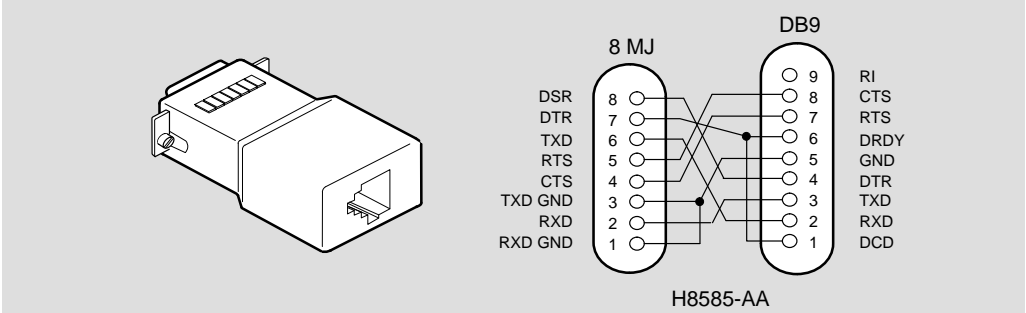 DB9
8 MJ
9 RI
DSR 8 8 CTS
DTR 7 7 RTS
TXD 6 6 DRDY
RTS 5 5 GND
CTS 4 4 DTR
TXD GND 3 3 TXD
RXD 2 2 RXD
RXD GND 1 1 DCD
H8585-AA